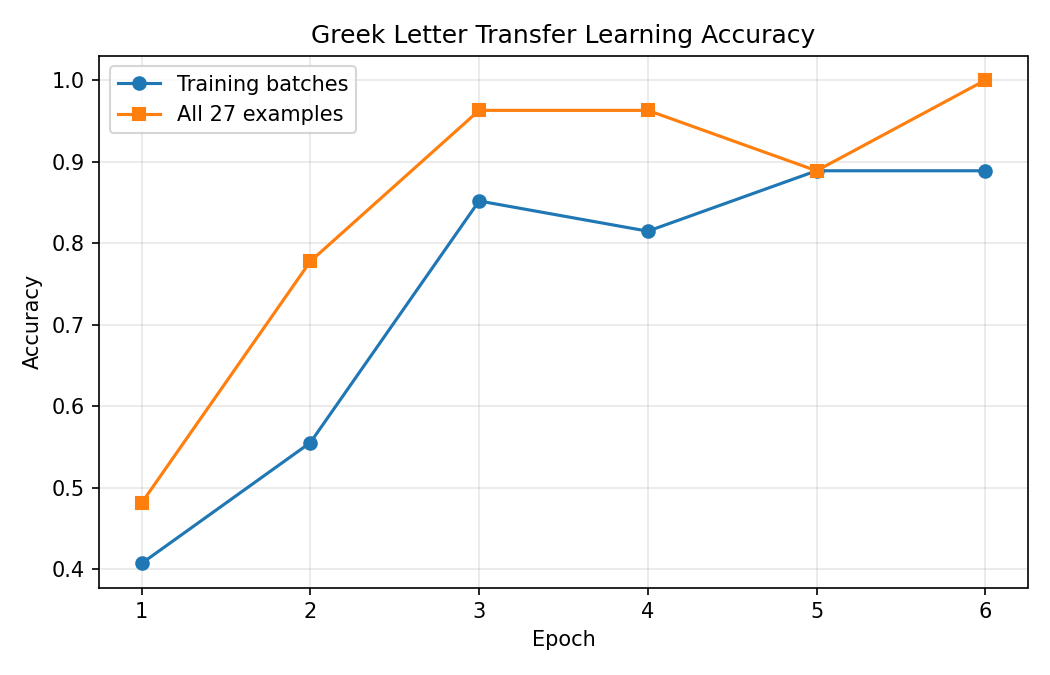 Greek Letter Transfer Learning Accuracy
Training batches
All 27 examples
1.0
0.9
0.8
0.7
0.6
0.5
0.4
Accuracy
1 2 3 4 5 6
Epoch